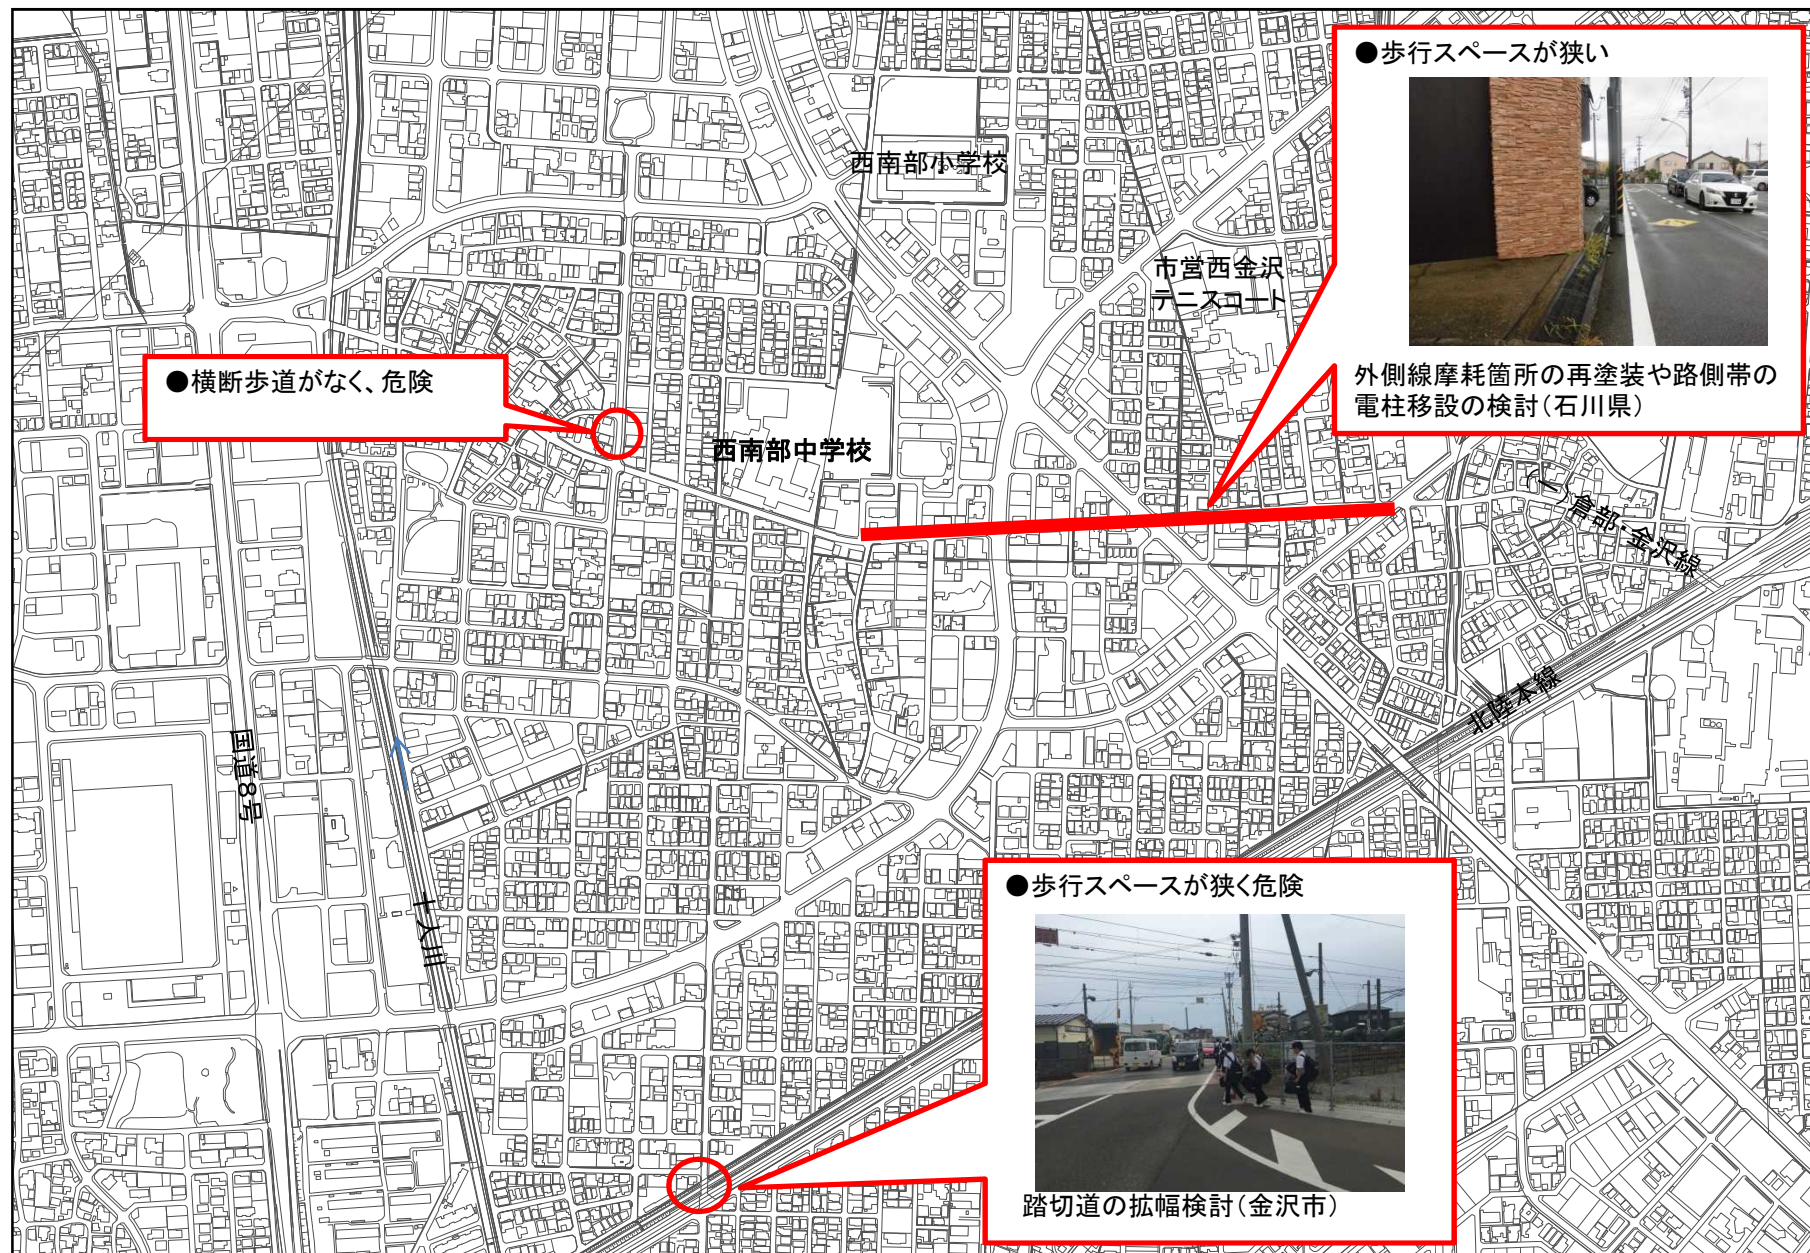 ●歩行スペースが狭い
外側線摩耗箇所の再塗装や路側帯の
電柱移設の検討(石川県)
西南部小学校
市営西金沢
テニスコート
●横断歩道がなく、危険
西南部中学校
(一)倉部・金沢線
北陸本線
国道8号
十人川
●歩行スペースが狭く危険
踏切道の拡幅検討(金沢市)